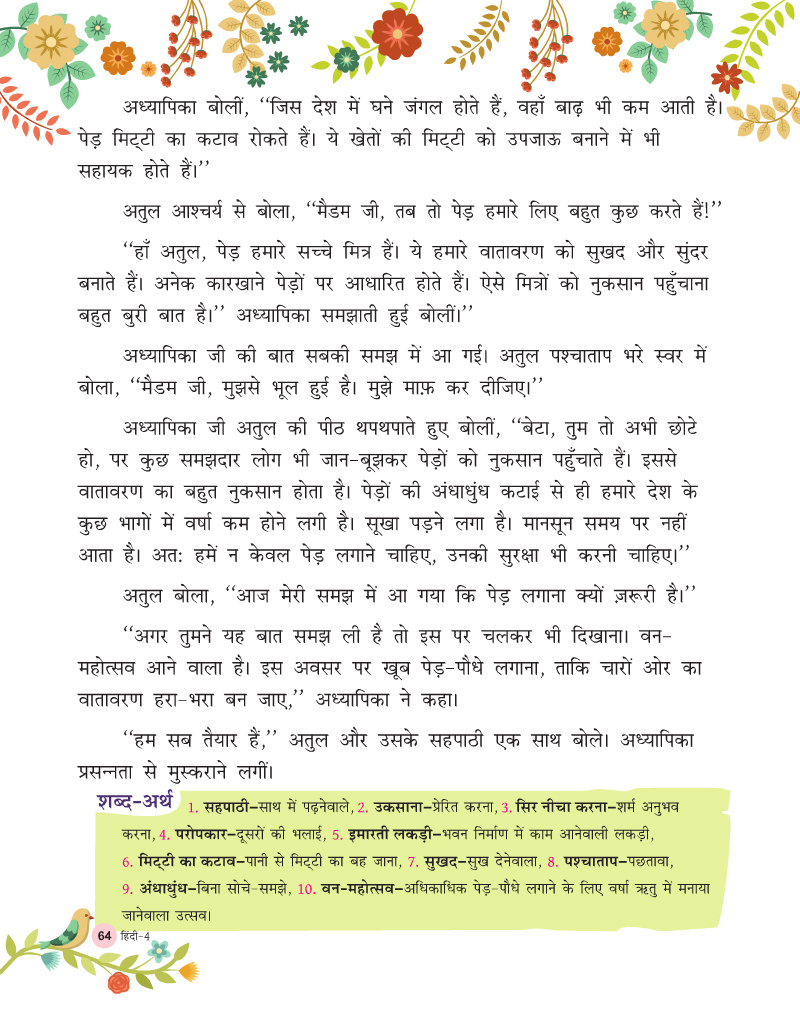 अध्यापिका बोलीं, ‘‘जिस देश में घने जंगल होते हैं, वहाँ बाढ़ भी कम आती है।
पेड़ मिट्टी का कटाव रोकते हैं। ये खेतों की मिट्टी को उपजाऊ बनाने में भी
सहायक होते हैं।’’
अतुल आश्चर्य से बोला, ‘‘मैडम जी, तब तो पेड़ हमारे लिए बहुत कुछ करते हैं!’’
‘‘हाँ अतुल, पेड़ हमारे सच्चे मित्र हैं। ये हमारे वातावरण को सुखद और सुंदर
बनाते हैं। अनेक कारखाने पेड़ों पर आधारित होते हैं। ऐसे मित्रों को नुकसान पहुँचाना
बहुत बुरी बात है।’’ अध्यापिका समझाती हुई बोलीं।’’
अध्यापिका जी की बात सबकी समझ में आ गई। अतुल पश्चाताप भरे स्वर में
बोला, ‘‘मैडम जी, मुझसे भूल हुई है। मुझे माफ़ कर दीजिए।’’
अध्यापिका जी अतुल की पीठ थपथपाते हुए बोलीं, ‘‘बेटा, तुम तो अभी छोटे
हो, पर कुछ समझदार लोग भी जान-बूझकर पेड़ों को नुकसान पहुँचाते हैं। इससे
वातावरण का बहुत नुकसान होता है। पेड़ों की अंधाधुंध कटाई से ही हमारे देश के
कुछ भागों में वर्षा कम होने लगी है। सूखा पड़ने लगा है। मानसून समय पर नहीं
आता है। अत: हमें न केवल पेड़ लगाने चाहिए, उनकी सुरक्षा भी करनी चाहिए।’’
अतुल बोला, ‘‘आज मेरी समझ में आ गया कि पेड़ लगाना क्यों ज़रूरी है।’’
‘‘अगर तुमने यह बात समझ ली है तो इस पर चलकर भी दिखाना। वन-
महोत्सव आने वाला है। इस अवसर पर खूब पेड़-पौधे लगाना, ताकि चारों ओर का
वातावरण हरा-भरा बन जाए,’’ अध्यापिका ने कहा।
‘‘हम सब तैयार हैं,’’ अतुल और उसके सहपाठी एक साथ बोले। अध्यापिका
प्रसन्नता से मुस्कराने लगीं।
शब्द-अर्थ 1. सहपाठी–साथ में पढ़नेवाले, 2. उकसाना–प्रेरित करना, 3. सिर नीचा करना–शर्म अनुभव
करना, 4. परोपकार–दूसरों की भलाई, 5. इमारती लकड़ी–भवन निर्माण में काम आनेवाली लकड़ी,
6. मिट्टी का कटाव–पानी से मिट्टी का बह जाना, 7. सुखद–सुख देनेवाला, 8. पश्चाताप–पछतावा,
9. अंधाधुंध–बिना सोचे-समझे, 10. वन-महोत्सव–अधिकाधिक पेड़-पौधे लगाने के लिए वर्षा ऋतु में मनाया
जानेवाला उत्सव।
64 हिंदी-4